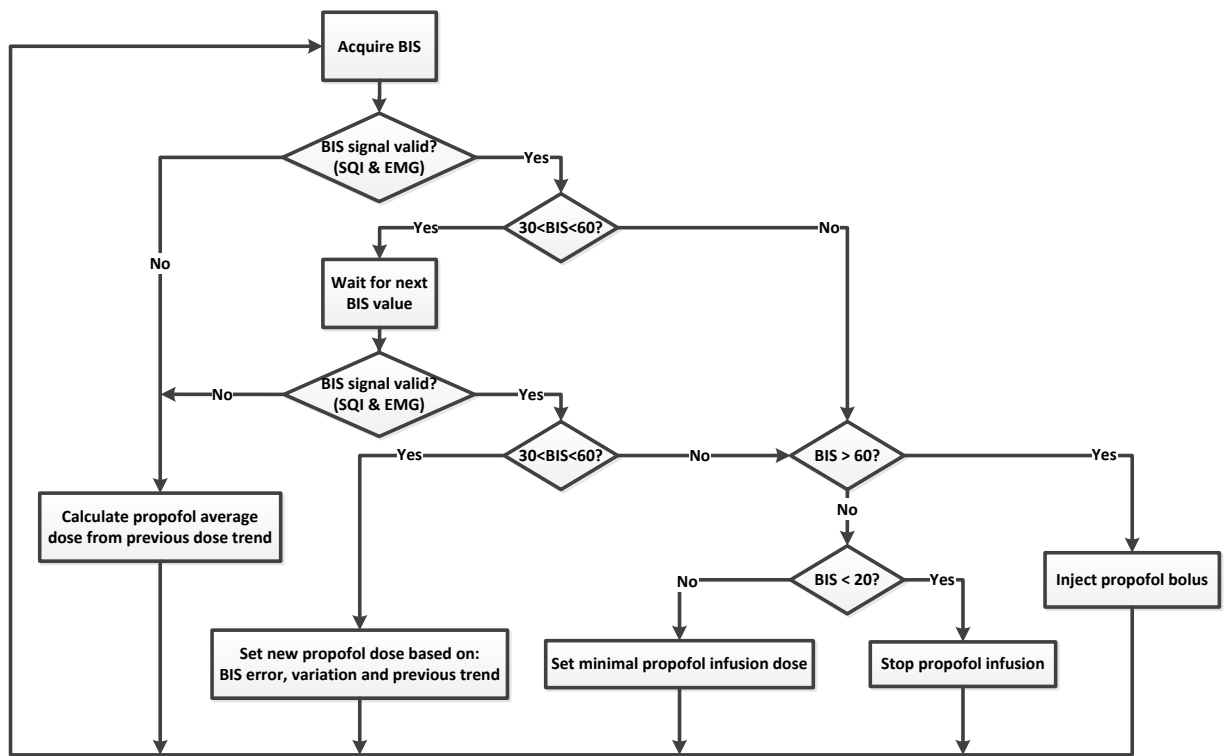 Acquire BIS
BIS signal valid?
(SQI & EMG)
Yes
30<BIS<60?
Yes
No
No
Wait for next
BIS value
BIS signal valid?
(SQI & EMG)
No
Yes
30<BIS<60?
Yes
No
BIS > 60?
Yes
Calculate propofol average
dose from previous dose trend
No
BIS < 20?
No
Yes
Inject propofol bolus
Set new propofol dose based on:
BIS error, variation and previous trend
Set minimal propofol infusion dose
Stop propofol infusion